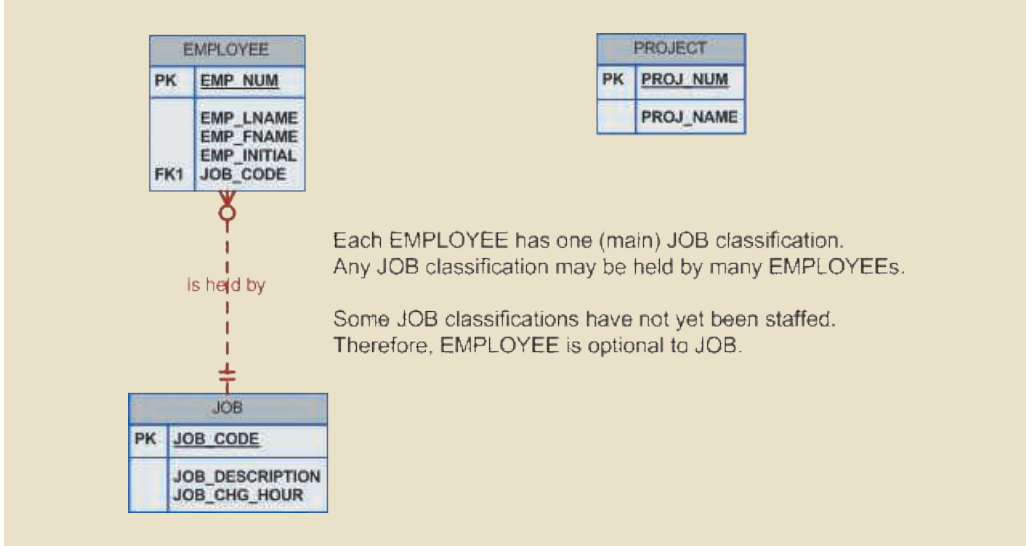 EMPLOYEE
PK EMP_NUM
EMP_LNAME
EMP_FNAME
EMP_INITIAL
FK1 JOB_CODE
PROJECT
PK PROJ_NUM
PROJ_NAME
Each EMPLOYEE has one (main) JOB classification.
Any JOB classification may be held by many EMPLOYEEs.
is held by
Some JOB classifications have not yet been staffed.
Therefore, EMPLOYEE is optional to JOB.
JOB
PK JOB_CODE
JOB_DESCRIPTION
JOB_CHG_HOUR